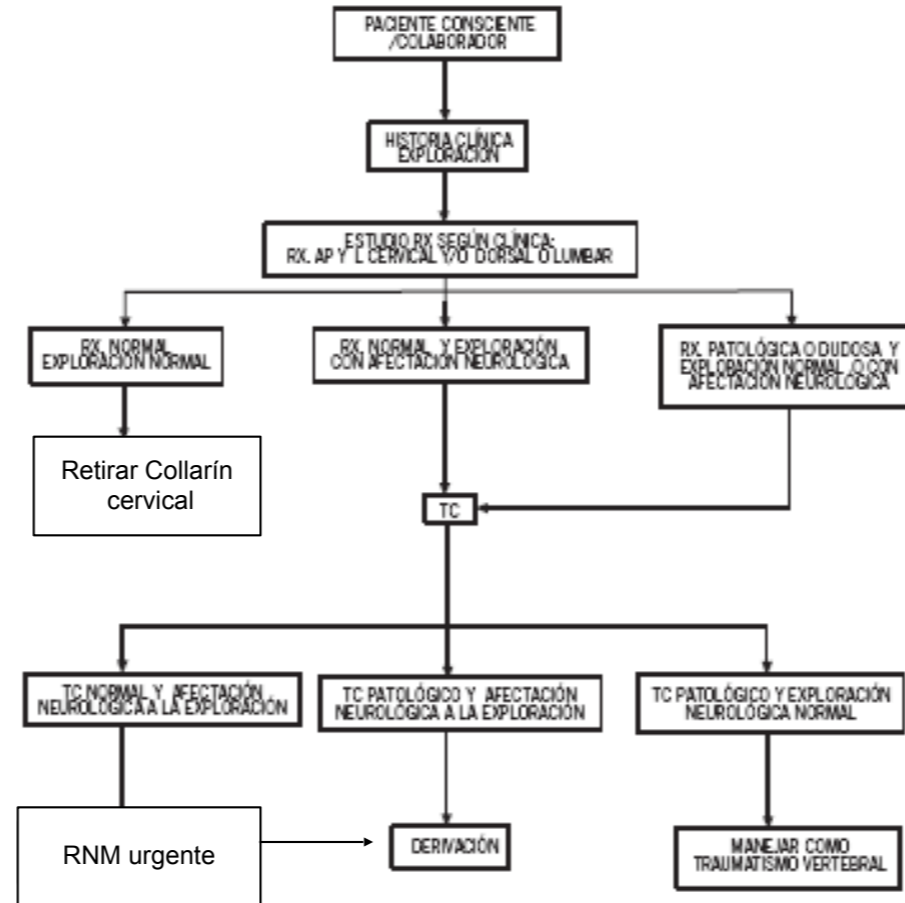 PACIENTE CONSCIENTE
/COLABORADOR
HISTORIA CLÍNICA
EXPLORACIÓN
ESTUDIO RX SEGÚN CLÍNICA:
RX. AP Y L CERVICAL Y/O DORSAL O LUMBAR
RX. NORMAL
EXPLORACIÓN NORMAL
RX. NORMAL Y EXPLORACIÓN
CON AFECTACIÓN NEUROLÓGICA
RX. PATOLÓGICA O DUDOSA Y
EXPLORACIÓN NORMAL /O CON
AFECTACIÓN NEUROLÓGICA
Retirar Collarín
cervical
TC
TC NORMAL Y AFECTACIÓN
NEUROLÓGICA A LA EXPLORACIÓN
TC PATOLÓGICO Y AFECTACIÓN
NEUROLÓGICA A LA EXPLORACIÓN
TC PATOLÓGICO Y EXPLORACIÓN
NEUROLÓGICA NORMAL
RNM urgente
DERIVACIÓN
MANEJAR COMO
TRAUMATISMO VERTEBRAL